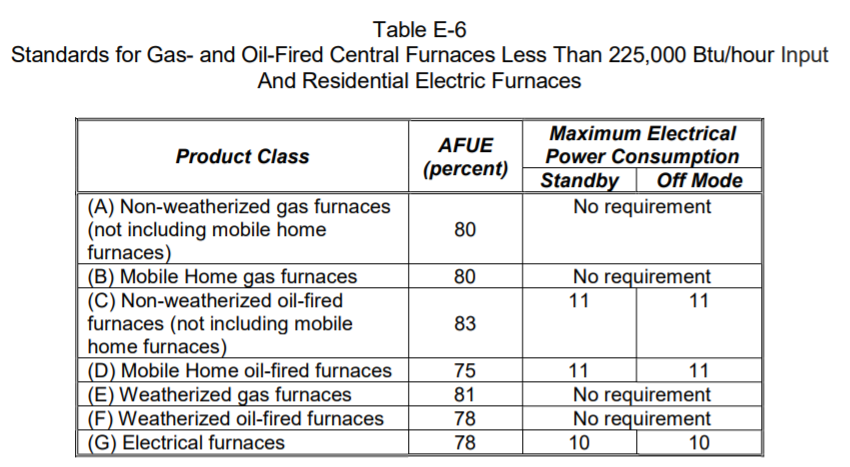 Table E-6
Standards for Gas- and Oil-Fired Central Furnaces Less Than 225,000 Btu/hour Input
And Residential Electric Furnaces
Product Class
AFUE
(percent)
Maximum Electrical
Power Consumption
Standby Off Mode
(A) Non-weatherized gas furnaces
(not including mobile home
furnaces)
80
No requirement
(B) Mobile Home gas furnaces 80 No requirement
(C) Non-weatherized oil-fired
furnaces (not including mobile
home furnaces)
83
11 11
(D) Mobile Home oil-fired furnaces 75 11 11
(E) Weatherized gas furnaces 81 No requirement
(F) Weatherized oil-fired furnaces 78 No requirement
(G) Electrical furnaces 78 10 10